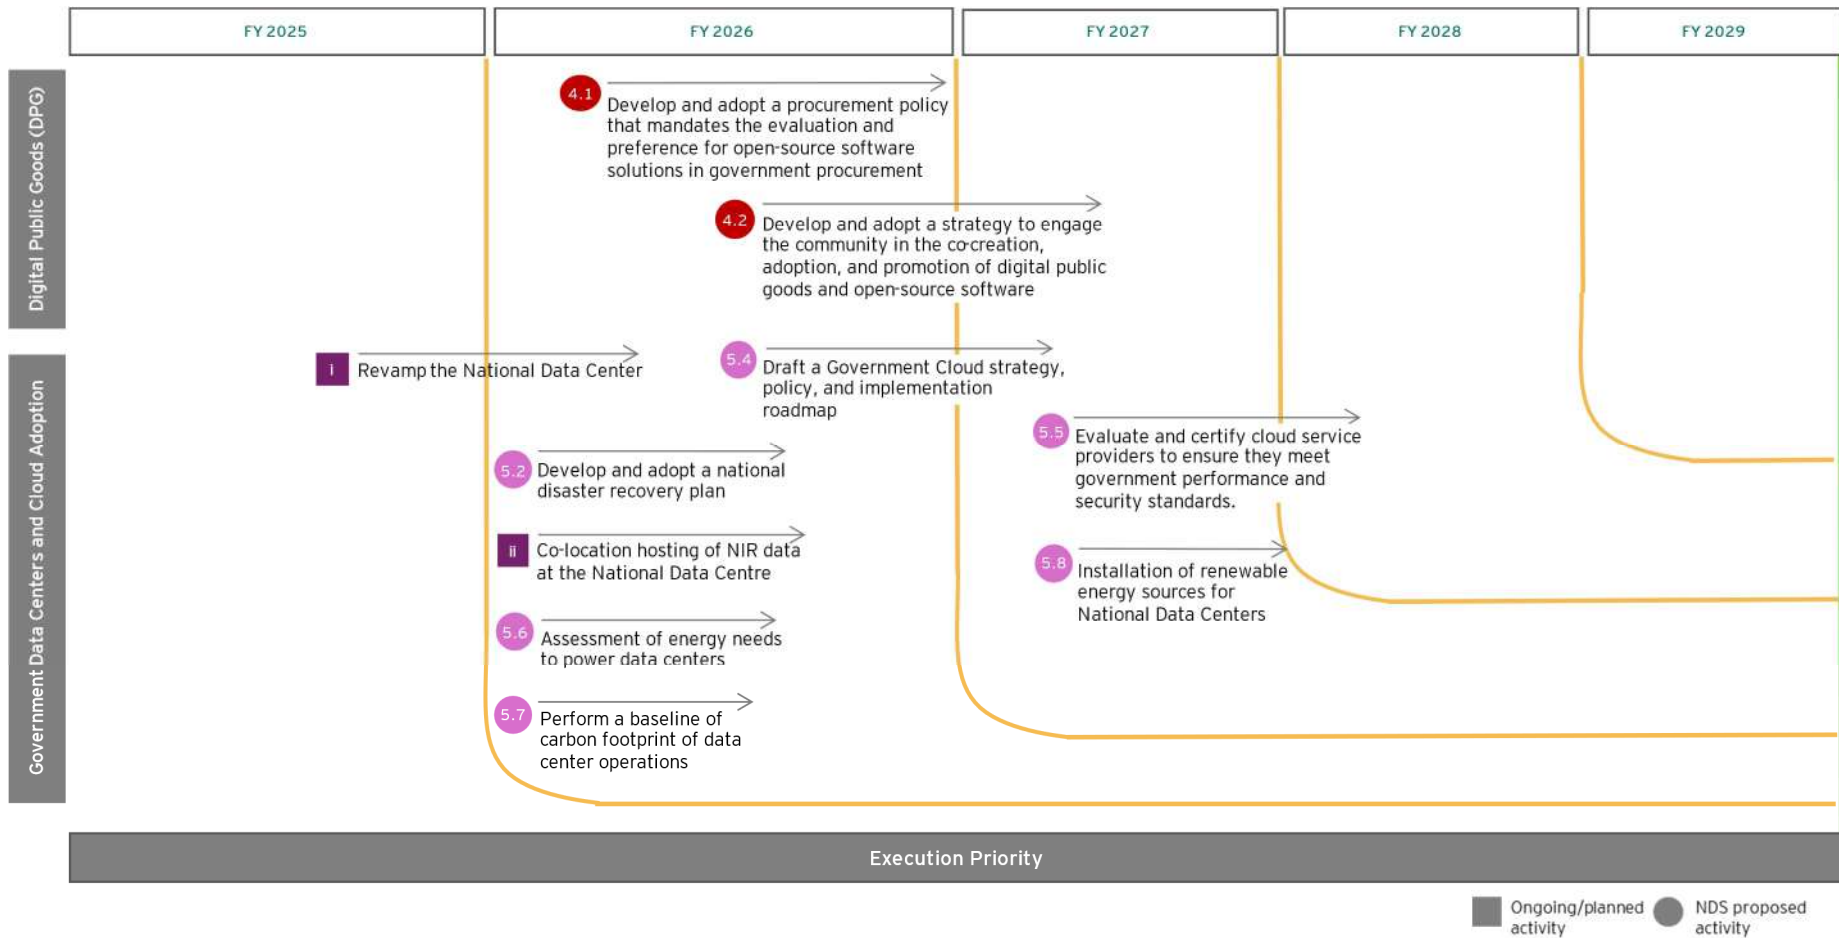 FY 2025
FY 2026
FY 2027
FY 2028
FY 2029
Digital Public Goods (DPG)
4.1
Develop and adopt a procurement policy
that mandates the evaluation and
preference for open-source software
solutions in government procurement
4.2
Develop and adopt a strategy to engage
the community in the co-creation,
adoption, and promotion of digital public
goods and open-source software
Government Data Centers and Cloud Adoption
i
Revamp the National Data Center
5.4
Draft a Government Cloud strategy,
policy, and implementation
roadmap
5.5
Evaluate and certify cloud service
providers to ensure they meet
government performance and
security standards.
5.2
Develop and adopt a national
disaster recovery plan
ii
Co-location hosting of NIR data
at the National Data Centre
5.8
Installation of renewable
energy sources for
National Data Centers
5.6
Assessment of energy needs
to power data centers
5.7
Perform a baseline of
carbon footprint of data
center operations
Execution Priority
Ongoing/planned
activity
NDS proposed
activity